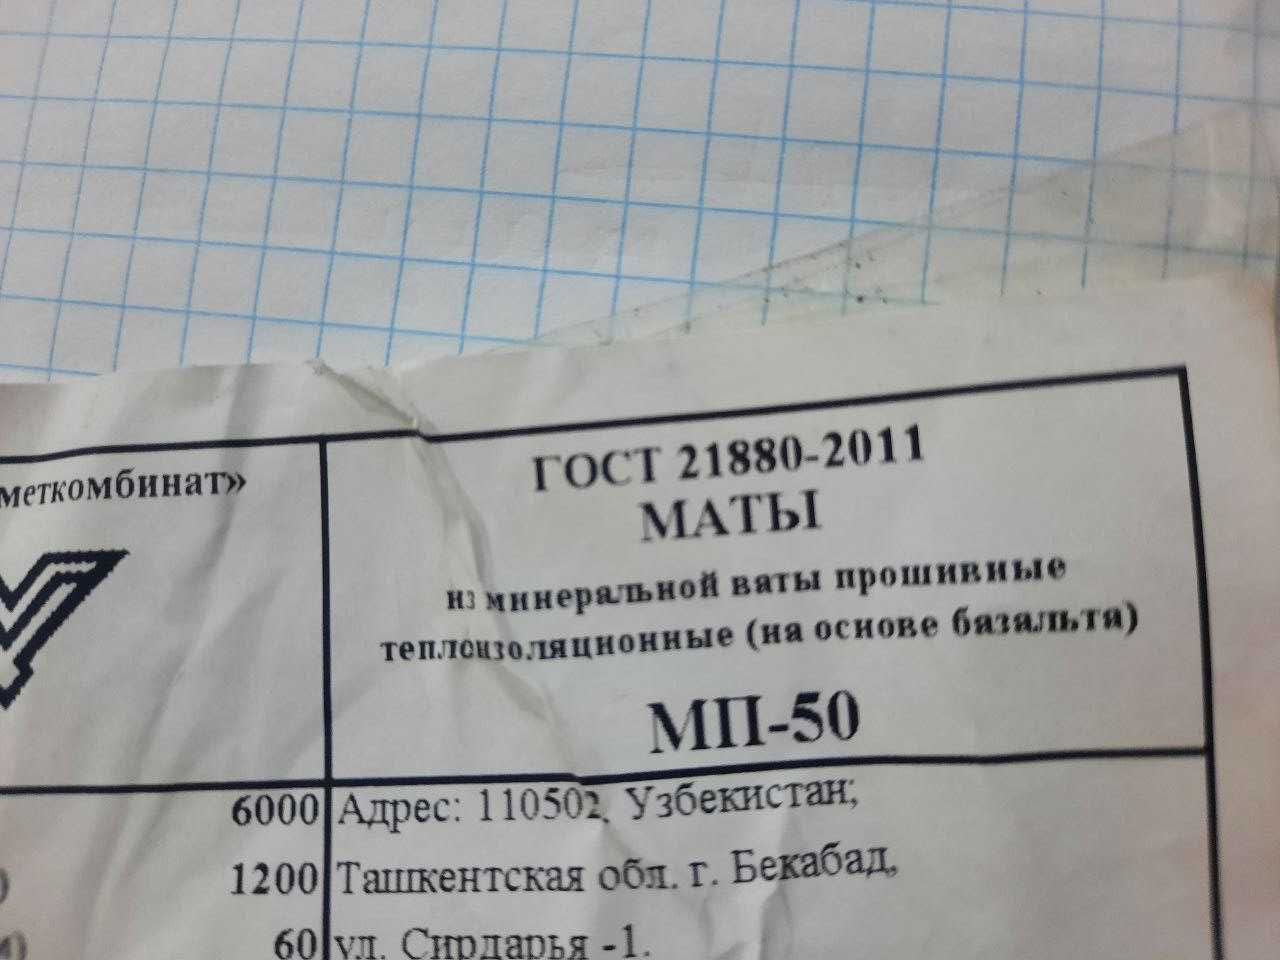 меткомбинат»
ГОСТ 21880-2011
МАТЫ
из минеральной ваты прошивные
теплоизоляционные (на основе базальта)
МП-50
6000 Адрес: 110502, Узбекистан;
1200 Ташкентская обл. г. Бекабад,
60 ул. Сирдарья -1.